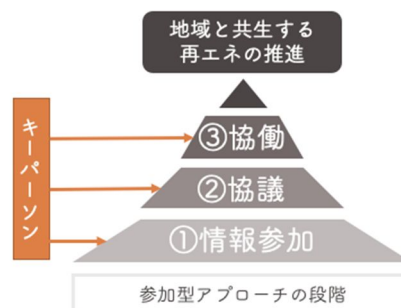 地域と共生する
再エネの推進
キーパーソン
③協働
②協議
①情報参加
参加型アプローチの段階